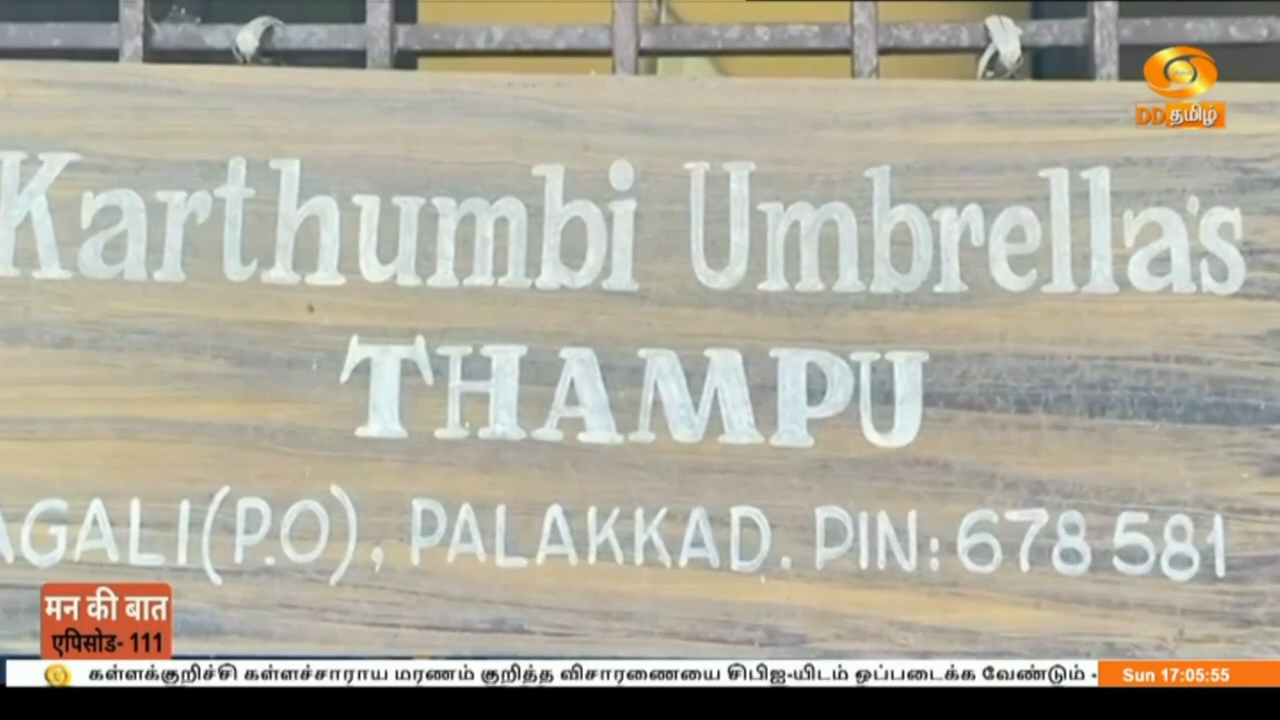 DD தமிழ்
Karthumbi Umbrella's
THAMPU
AGALI(P.O), PALAKKAD. PIN: 678 581
मन की बात
एपिसोड- 111
கள்ளக்குறிச்சி கள்ளச்சாராய மரணம் குறித்த விசாரணையை சிபிஐ-யிடம் ஒப்படைக்க வேண்டும் -
Sun 17:05:55